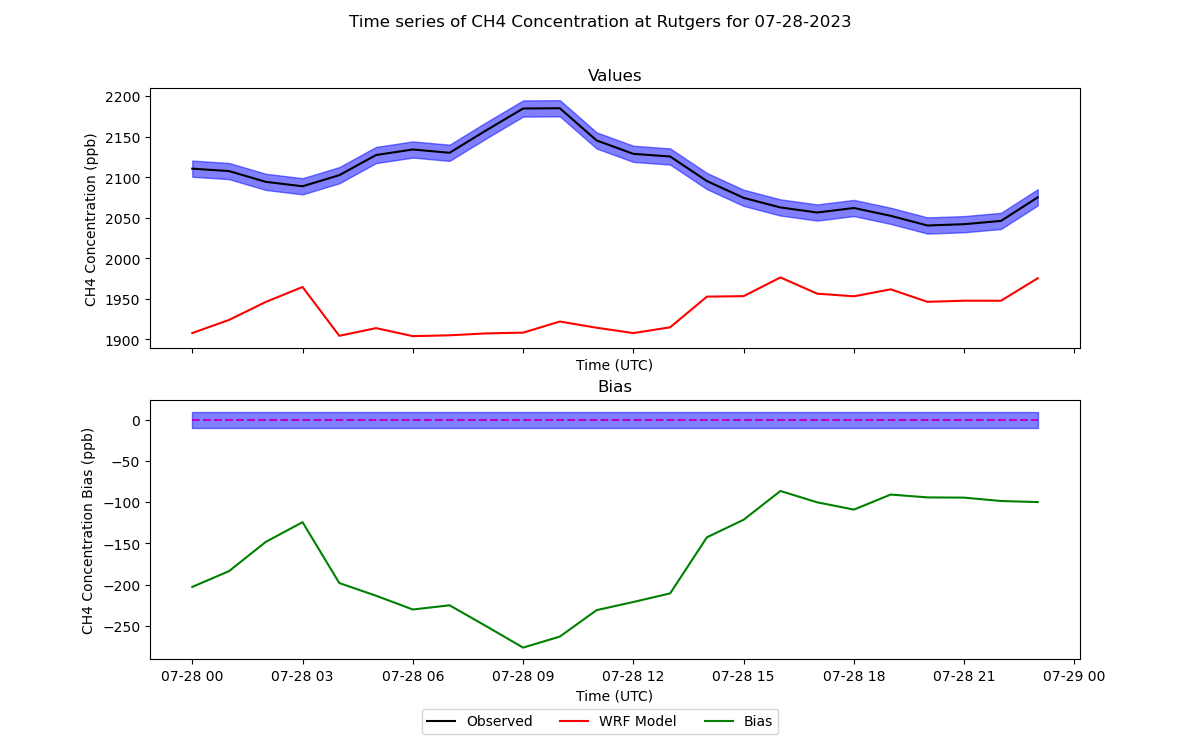 Time series of CH4 Concentration at Rutgers for 07-28-2023
Values
CH4 Concentration (ppb)
2200
2150
2100
2050
2000
1950
1900
Time (UTC)
Bias
CH4 Concentration Bias (ppb)
0
−50
−100
−150
−200
−250
07-28 00 07-28 03 07-28 06 07-28 09 07-28 12 07-28 15 07-28 18 07-28 21 07-29 00
Time (UTC)
Observed WRF Model Bias